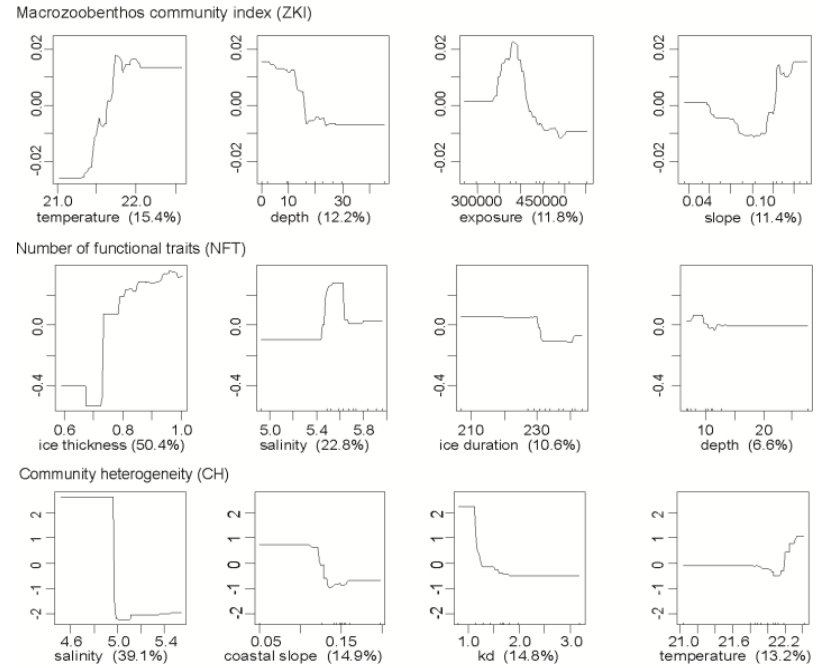 Macrozoobenthos community index (ZKI)
0.02 0.00 -0.02
0.02 0.00 -0.02
0.02 0.00 -0.02
0.02 0.00 -0.02
21.0 22.0
0 10 30
300000 450000
0.04 0.10
temperature (15.4%)
depth (12.2%)
exposure (11.8%)
slope (11.4%)
Number of functional traits (NFT)
0.0 -0.4
0.0 -0.4
0.0 -0.4
0.0 -0.4
0.6 0.8 1.0
5.0 5.4 5.8
210 230
10 20
ice thickness (50.4%)
salinity (22.8%)
ice duration (10.6%)
depth (6.6%)
Community heterogeneity (CH)
2 1 0 -1 -2
2 1 0 -1 -2
2 1 0 -1 -2
2 1 0 -1 -2
4.6 5.0 5.4
0.05 0.15
1.0 2.0 3.0
21.0 21.6 22.2
salinity (39.1%)
coastal slope (14.9%)
kd (14.8%)
temperature (13.2%)